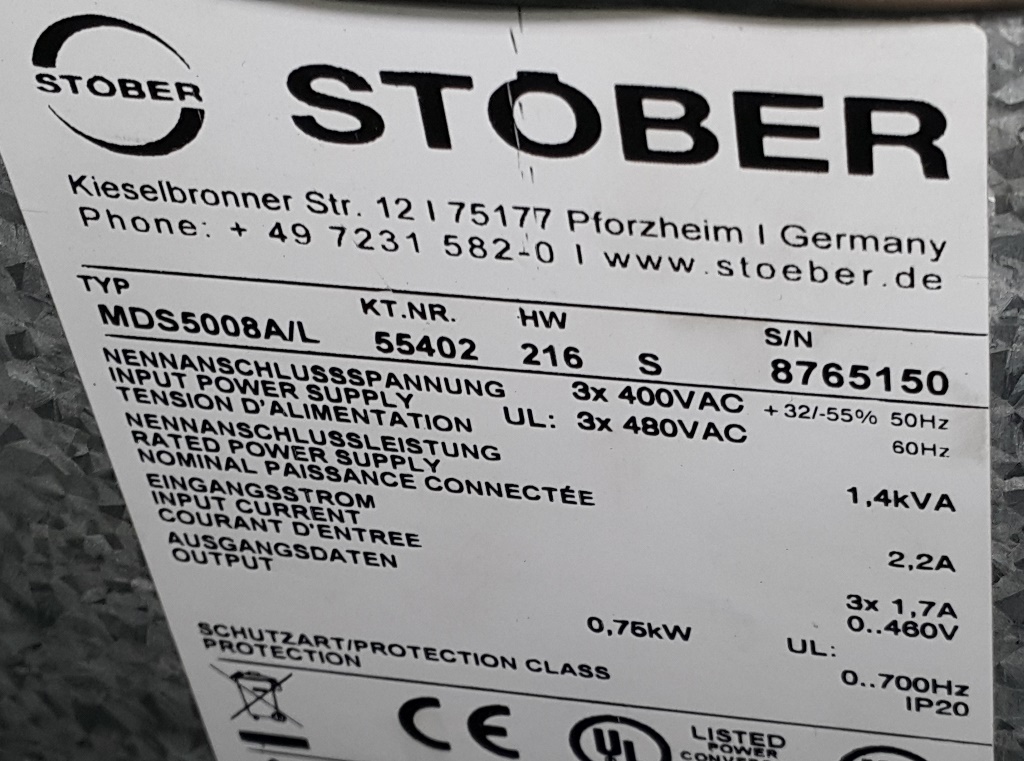 STÖBER
STÖBER
Kieselbronner Str. 12 I 75177 Pforzheim I Germany
Phone: + 49 7231 582-0 I www.stoeber.de
TYP KT.NR. HW S/N
MDS5008A/L 55402 216 S 8765150
NENNANSCHLUSSSPANNUNG 3x 400VAC +32/-55% 50Hz
INPUT POWER SUPPLY
TENSION D'ALIMENTATION UL: 3x 480VAC 60Hz
NENNANSCHLUSSLEISTUNG
RATED POWER SUPPLY
NOMINAL PAISSANCE CONNECTÉE 1,4kVA
EINGANGSSTROM
INPUT CURRENT
COURANT D'ENTREE 2,2A
AUSGANGSDATEN
OUTPUT 3x 1,7A
0..460V
0,75kW UL:
0..700Hz
SCHUTZART/PROTECTION CLASS IP20
PROTECTION
CE UL LISTED
POWER